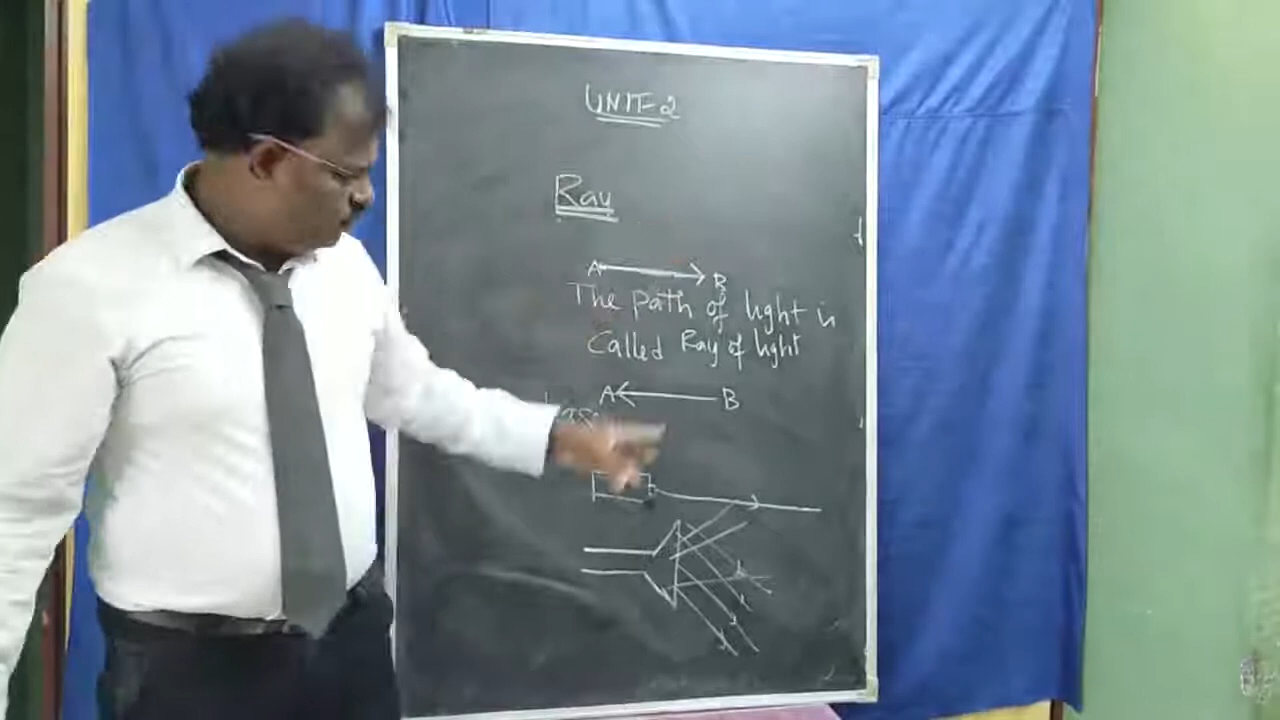 UNIT-2
Ray
A B
The path of light is
Called Ray of light
A B